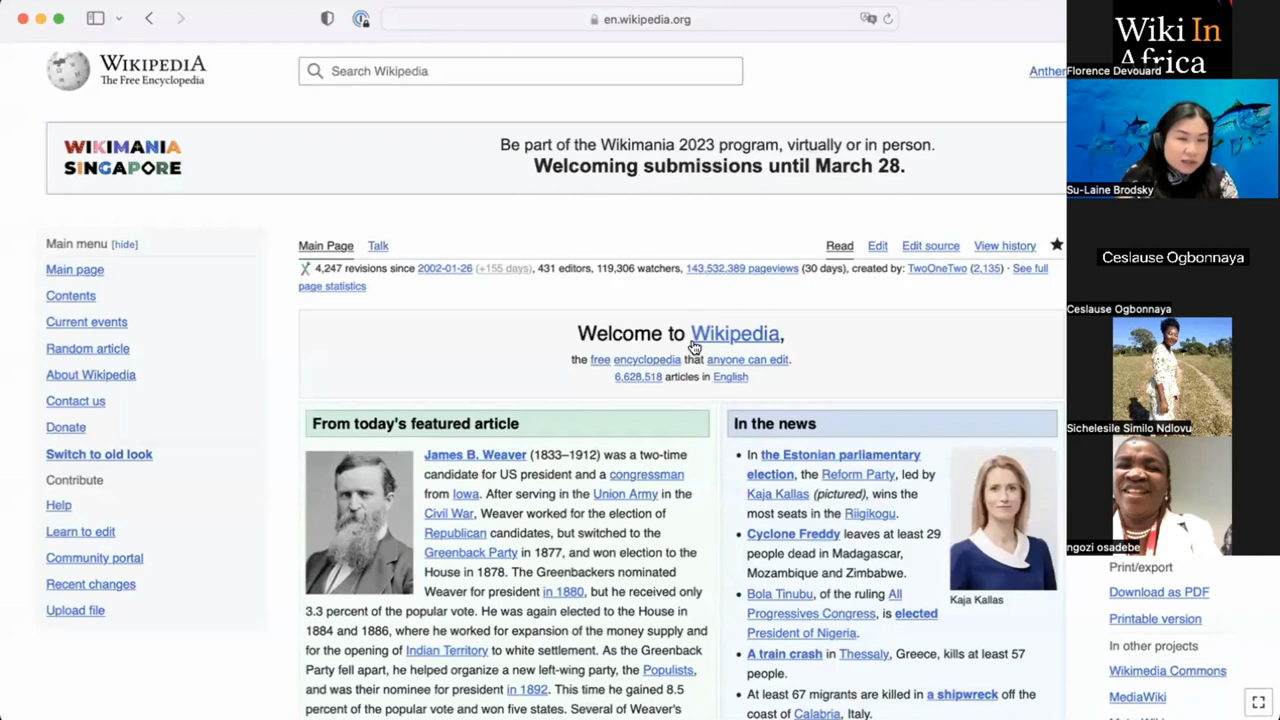 en.wikipedia.org
WIKIPEDIA
The Free Encyclopedia
Search Wikipedia
Anther
WIKIMANIA
SINGAPORE
Be part of the Wikimania 2023 program, virtually or in person.
Welcoming submissions until March 28.
Main menu [hide]
Main page
Contents
Current events
Random article
About Wikipedia
Contact us
Donate
Switch to old look
Contribute
Help
Learn to edit
Community portal
Recent changes
Upload file
Main Page Talk Read Edit Edit source View history
4,247 revisions since 2002-01-26 (+155 days), 431 editors, 119,306 watchers, 143,532,389 pageviews (30 days), created by: TwoOneTwo (2,135) · See full
page statistics
Welcome to Wikipedia,
the free encyclopedia that anyone can edit.
6,628,518 articles in English
From today's featured article
James B. Weaver (1833–1912) was a two-time
candidate for US president and a congressman
from Iowa. After serving in the Union Army in the
Civil War, Weaver worked for the election of
Republican candidates, but switched to the
Greenback Party in 1877, and won election to the
House in 1878. The Greenbackers nominated
Weaver for president in 1880, but he received only
3.3 percent of the popular vote. He was again elected to the House in
1884 and 1886, where he worked for expansion of the money supply and
for the opening of Indian Territory to white settlement. As the Greenback
Party fell apart, he helped organize a new left-wing party, the Populists,
and was their nominee for president in 1892. This time he gained 8.5
percent of the popular vote and won five states. Several of Weaver's
In the news
• In the Estonian parliamentary
election, the Reform Party, led by
Kaja Kallas (pictured), wins the
most seats in the Riigikogu.
• Cyclone Freddy leaves at least 29
people dead in Madagascar,
Mozambique and Zimbabwe.
• Bola Tinubu, of the ruling All
Progressives Congress, is elected
President of Nigeria.
• A train crash in Thessaly, Greece, kills at least 57
people.
• At least 67 migrants are killed in a shipwreck off the
coast of Calabria, Italy.
Kaja Kallas
Wiki In
Africa
Florence Devouard
Su-Laine Brodsky
Ceslause Ogbonnaya
Ceslause Ogbonnaya
Sichelesile Similo Ndlovu
ngozi osadebe
Print/export
Download as PDF
Printable version
In other projects
Wikimedia Commons
MediaWiki